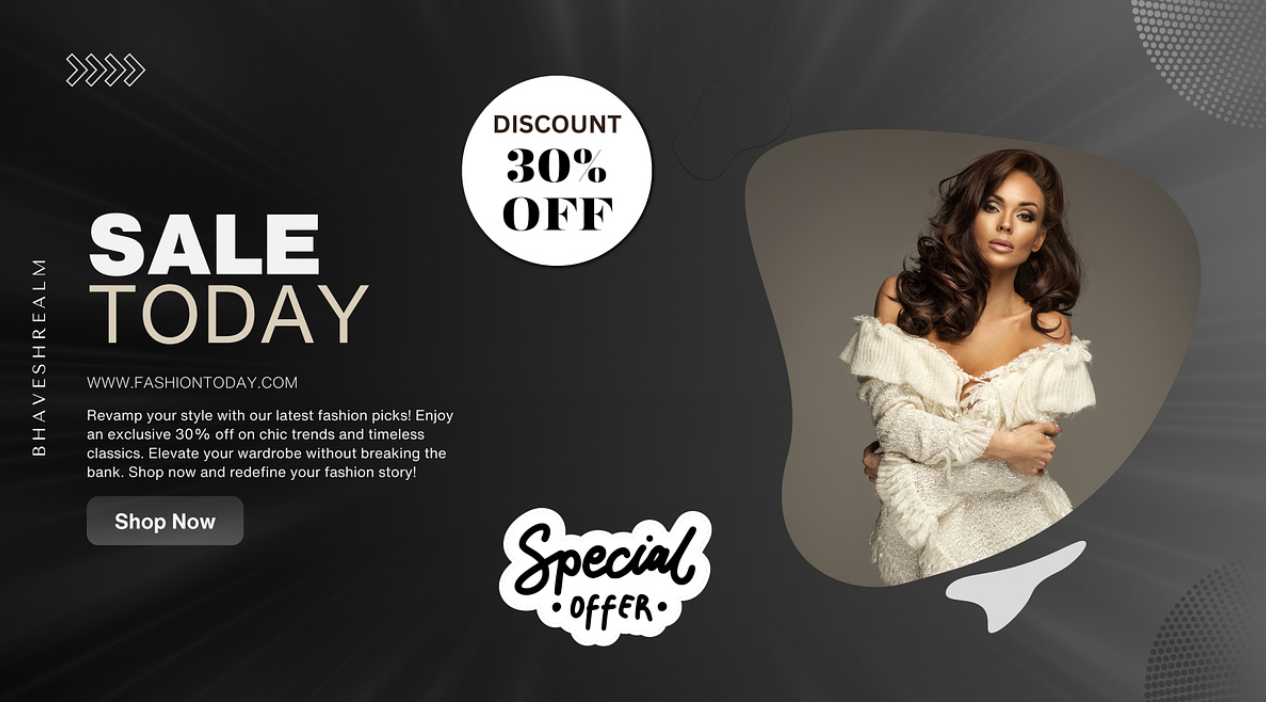 DISCOUNT
30%
OFF
SALE
TODAY
BHAVESHREALM
WWW.FASHIONTODAY.COM
Revamp your style with our latest fashion picks! Enjoy
an exclusive 30% off on chic trends and timeless
classics. Elevate your wardrobe without breaking the
bank. Shop now and redefine your fashion story!
Shop Now
Special
• OFFER •